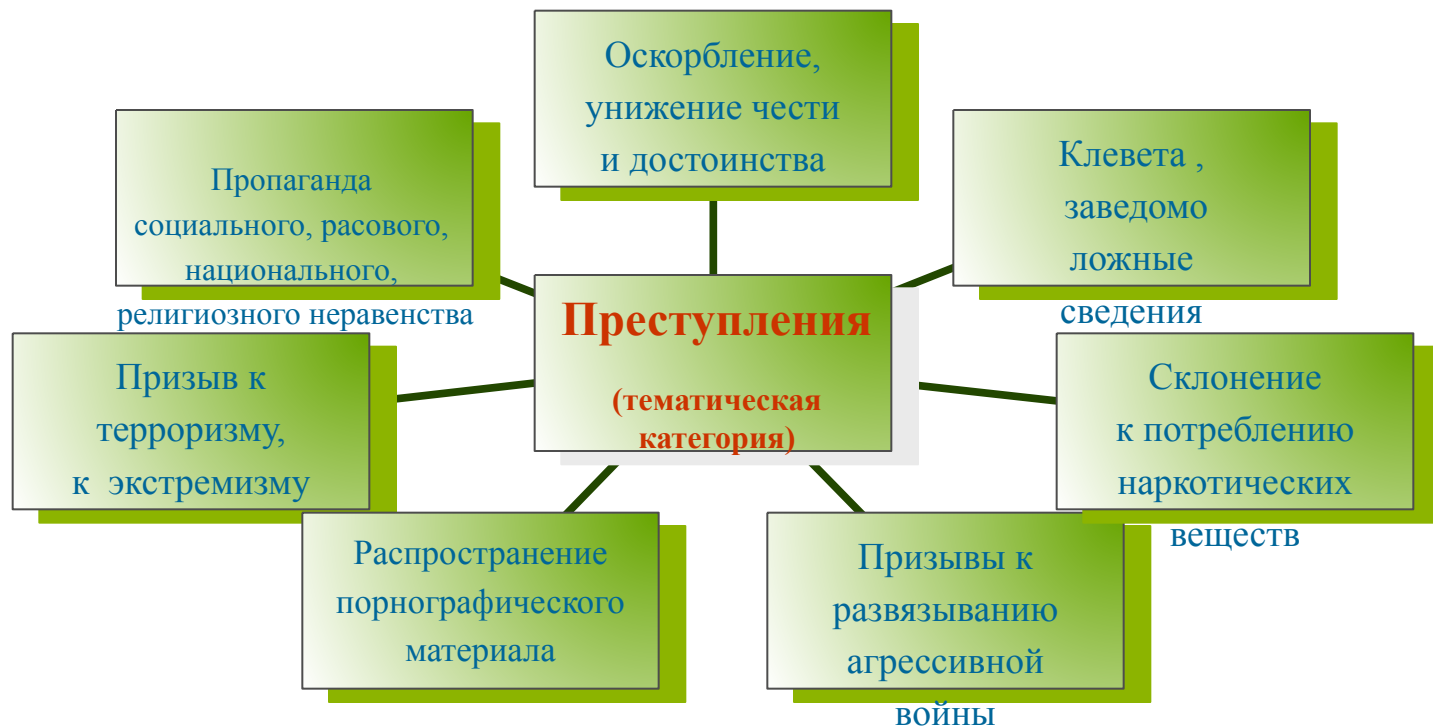 Оскорбление,
унижение чести
и достоинства
Пропаганда
социального, расового,
национального,
религиозного неравенства
Клевета ,
заведомо
ложные
сведения
Преступления
(тематическая
категория)
Призыв к
терроризму,
к экстремизму
Склонение
к потреблению
наркотических
веществ
Распространение
порнографического
материала
Призывы к
развязыванию
агрессивной
войны